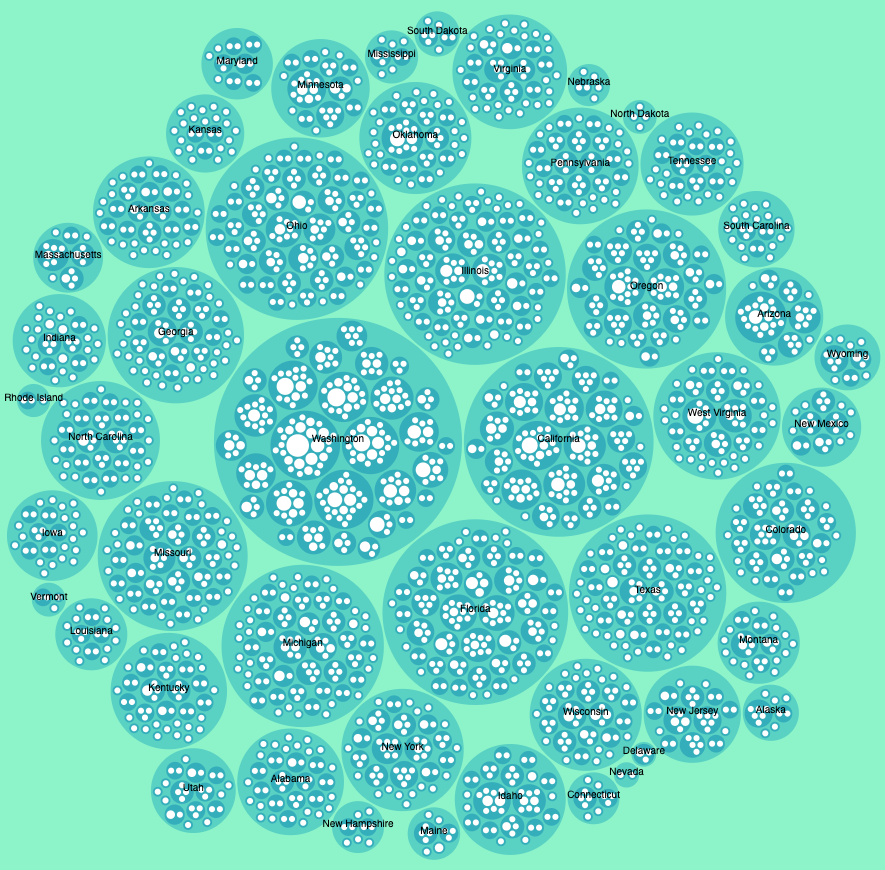 South Dakota
Mississippi
Maryland
Virginia
Minnesota
Nebraska
North Dakota
Kansas
Oklahoma
Pennsylvania
Tennessee
Arkansas
Ohio
South Carolina
Massachusetts
Illinois
Oregon
Arizona
Georgia
Indiana
Wyoming
Rhode Island
West Virginia
New Mexico
North Carolina
Washington
California
Iowa
Colorado
Missouri
Vermont
Texas
Florida
Louisiana
Michigan
Montana
Kentucky
Wisconsin
New Jersey
Alaska
New York
Delaware
Nevada
Alabama
Utah
Idaho
Connecticut
New Hampshire
Maine